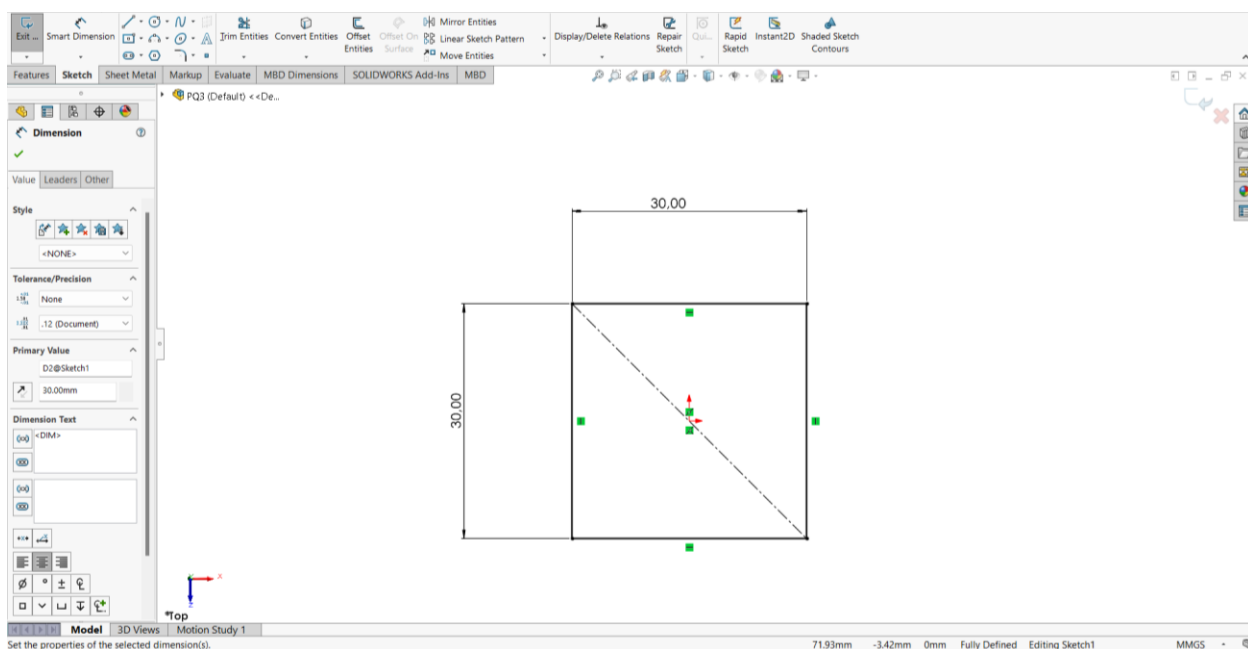 Exit ... Smart Dimension Trim Entities Convert Entities Offset Entities Offset On Surface Mirror Entities Display/Delete Relations Repair Sketch Qui... Rapid Sketch Instant2D Shaded Sketch Contours
Linear Sketch Pattern
Move Entities
Features Sketch Sheet Metal Markup Evaluate MBD Dimensions SOLIDWORKS Add-Ins MBD
PQ3 (Default) <<De...
Dimension
Value Leaders Other
Style
<NONE>
Tolerance/Precision
None
.12 (Document)
Primary Value
D2@Sketch1
30.00mm
Dimension Text
<DIM>
30,00
30,00
X
Z
*Top
Model 3D Views Motion Study 1
Set the properties of the selected dimension(s). 71.93mm -3.42mm 0mm Fully Defined Editing Sketch1 MMGS